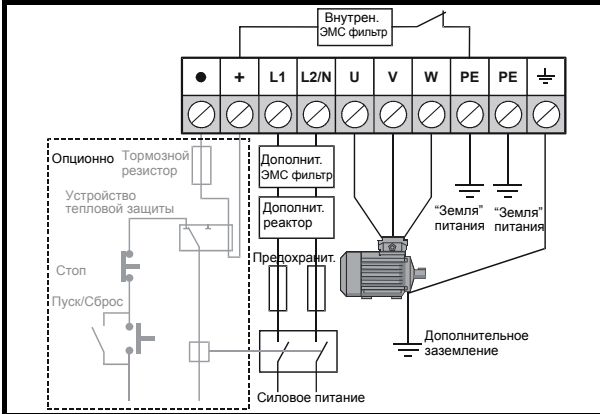 Внутрен.
ЭМС фильтр
● + L1 L2/N U V W PE PE
Опционно
Тормозной
резистор
Устройство
тепловой защиты
Стоп
Пуск/Сброс
Дополнит.
ЭМС фильтр
Дополнит.
реактор
Предохранит.
Силовое питание
“Земля”
питания
“Земля”
питания
Дополнительное
заземление